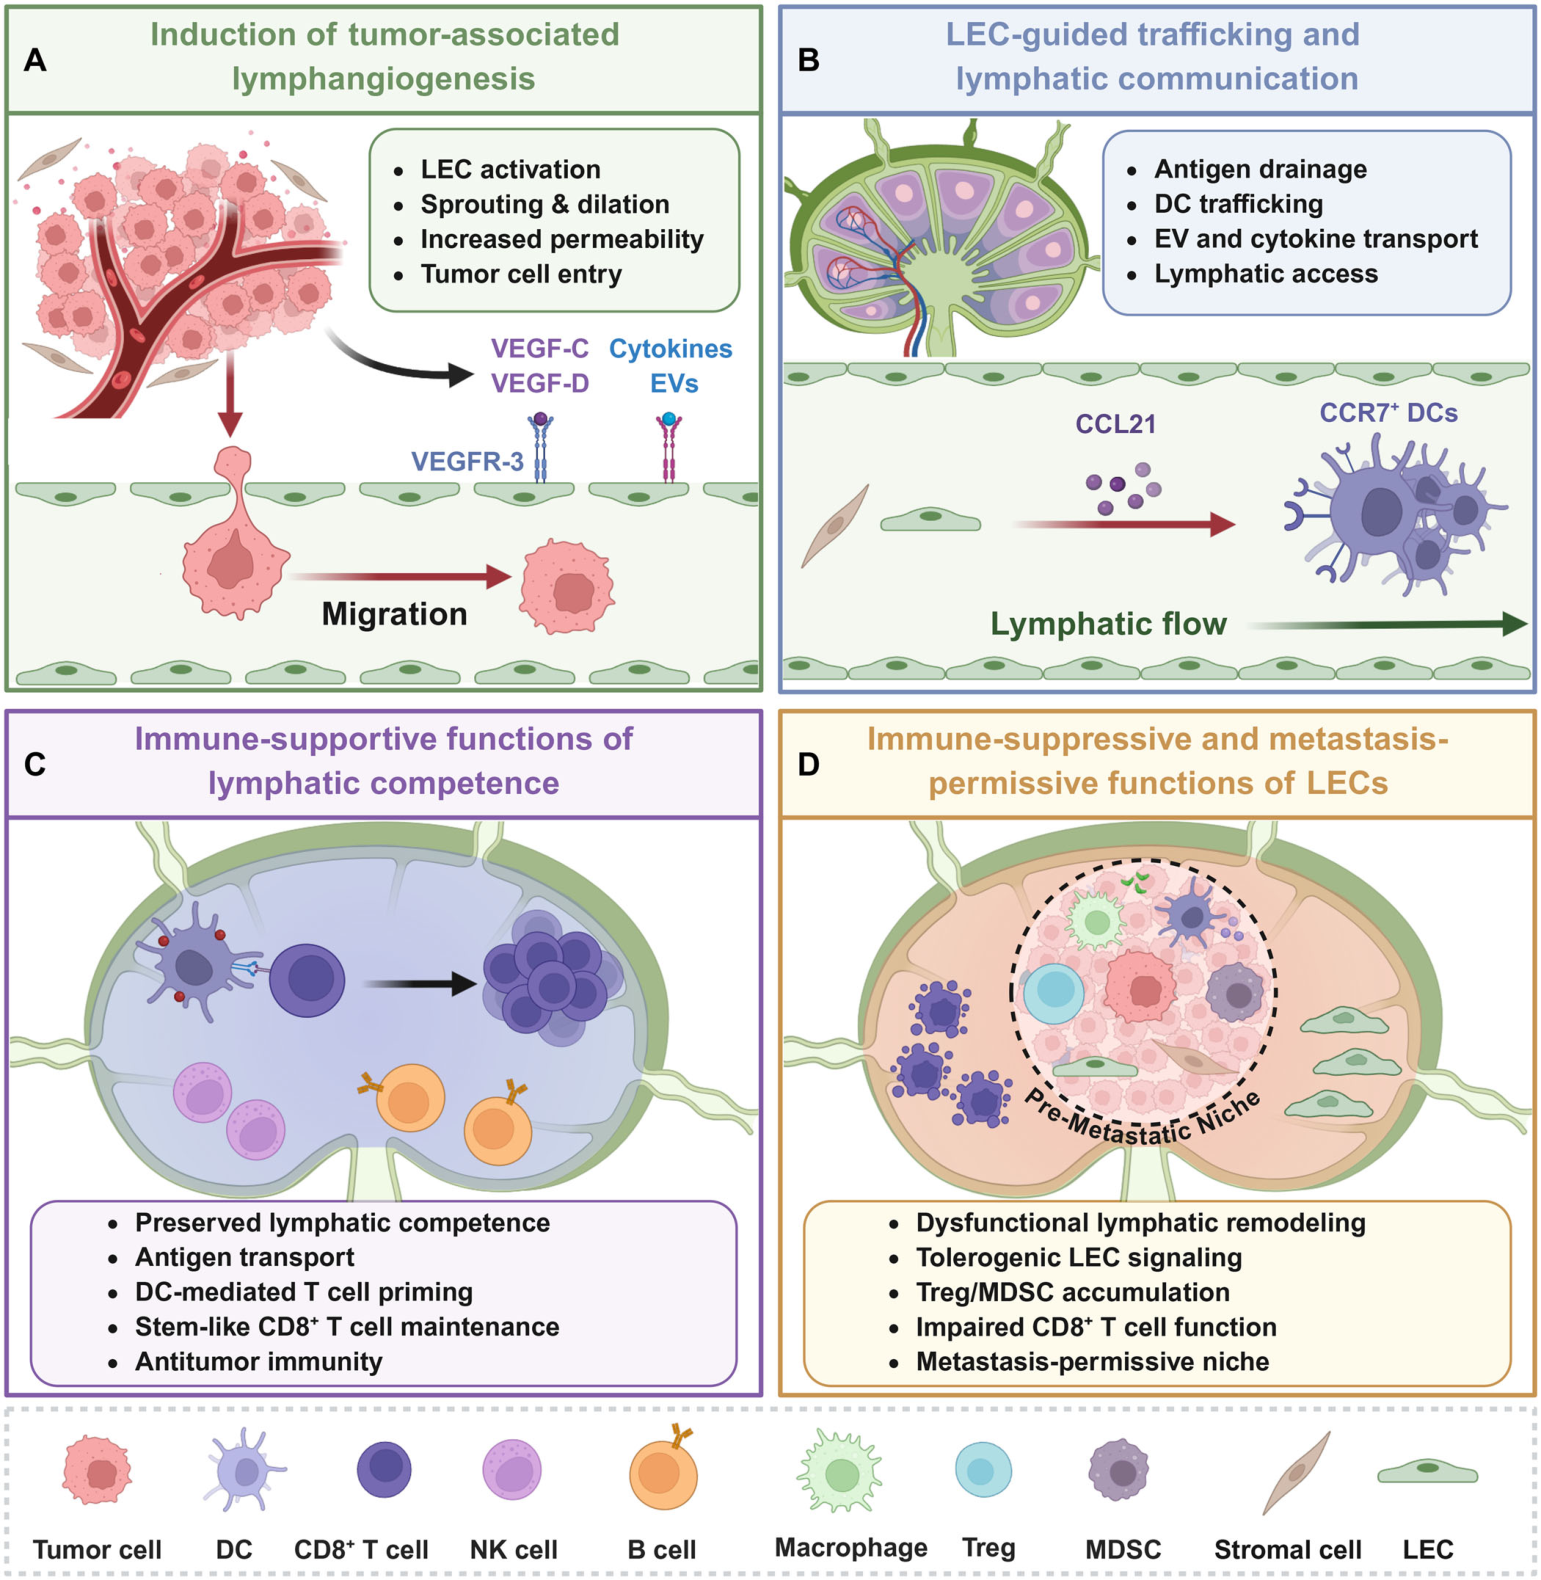 A
Induction of tumor-associated
lymphangiogenesis
• LEC activation
• Sprouting & dilation
• Increased permeability
• Tumor cell entry
VEGF-C
VEGF-D
Cytokines
EVs
VEGFR-3
Migration
B
LEC-guided trafficking and
lymphatic communication
• Antigen drainage
• DC trafficking
• EV and cytokine transport
• Lymphatic access
CCL21
CCR7⁺ DCs
Lymphatic flow
C
Immune-supportive functions of
lymphatic competence
• Preserved lymphatic competence
• Antigen transport
• DC-mediated T cell priming
• Stem-like CD8⁺ T cell maintenance
• Antitumor immunity
D
Immune-suppressive and metastasis-
permissive functions of LECs
Pre-Metastatic Niche
• Dysfunctional lymphatic remodeling
• Tolerogenic LEC signaling
• Treg/MDSC accumulation
• Impaired CD8⁺ T cell function
• Metastasis-permissive niche
Tumor cell
DC
CD8⁺ T cell
NK cell
B cell
Macrophage
Treg
MDSC
Stromal cell
LEC